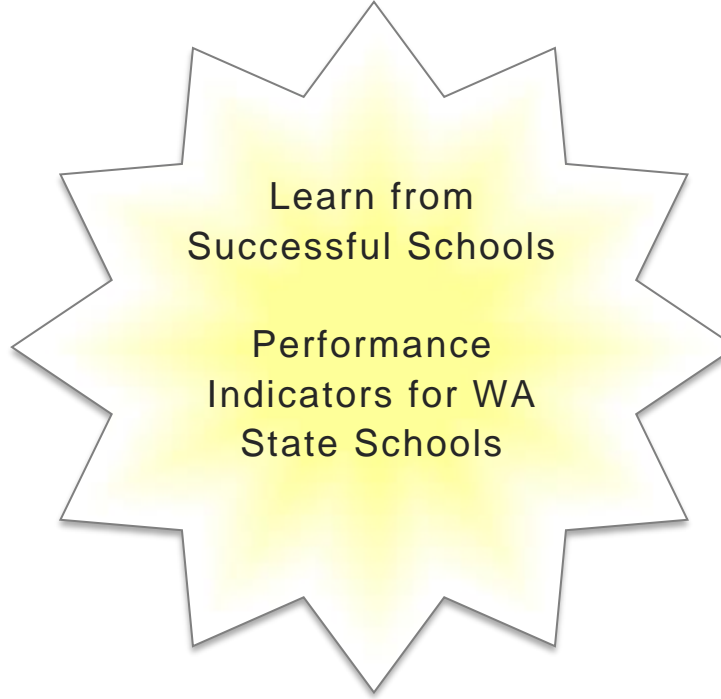 Learn from
Successful Schools
Performance
Indicators for WA
State Schools